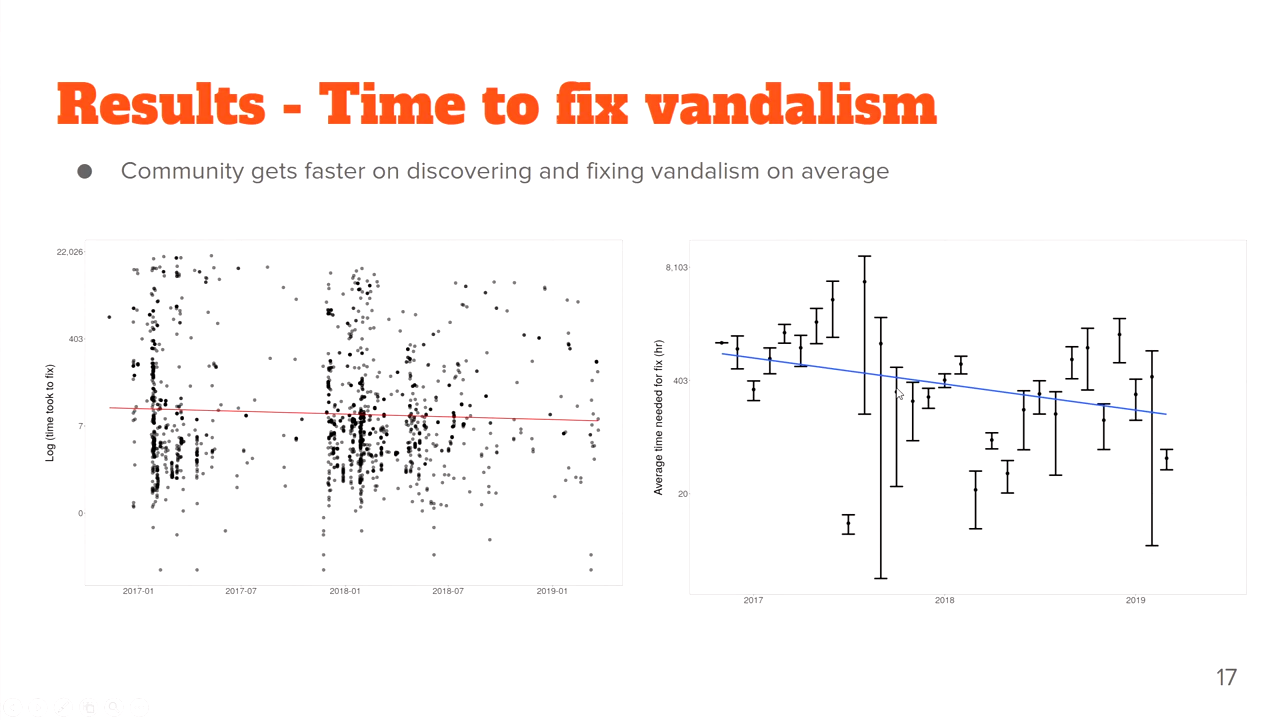 Results - Time to fix vandalism
● Community gets faster on discovering and fixing vandalism on average
22,026
403
7
0
Log (time took to fix)
2017-01 2017-07 2018-01 2018-07 2019-01
8,103
403
20
Average time needed for fix (hr)
2017 2018 2019
17